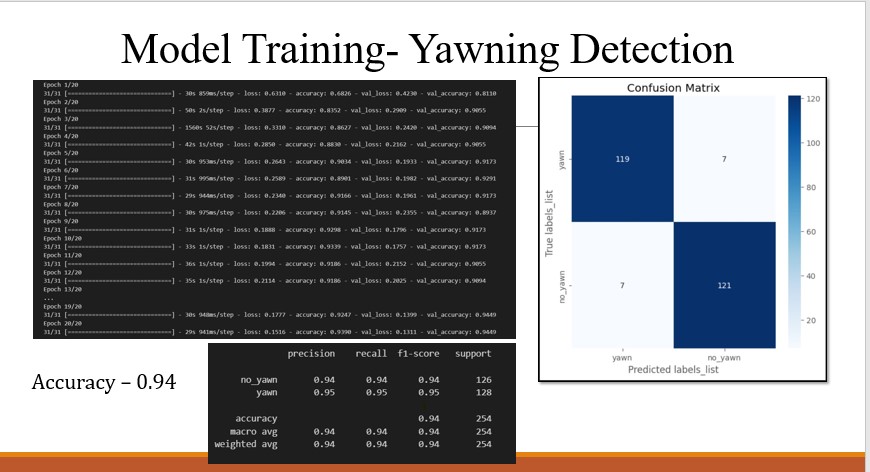 Model Training- Yawning Detection
Epoch 1/20
31/31 [==============================] - 30s 859ms/step - loss: 0.6310 - accuracy: 0.6826 - val_loss: 0.4230 - val_accuracy: 0.8110
Epoch 2/20
31/31 [==============================] - 50s 2s/step - loss: 0.3877 - accuracy: 0.8352 - val_loss: 0.2909 - val_accuracy: 0.9055
Epoch 3/20
31/31 [==============================] - 1560s 52s/step - loss: 0.3310 - accuracy: 0.8627 - val_loss: 0.2420 - val_accuracy: 0.9094
Epoch 4/20
31/31 [==============================] - 42s 1s/step - loss: 0.2850 - accuracy: 0.8830 - val_loss: 0.2162 - val_accuracy: 0.9055
Epoch 5/20
31/31 [==============================] - 30s 953ms/step - loss: 0.2643 - accuracy: 0.9034 - val_loss: 0.1933 - val_accuracy: 0.9173
Epoch 6/20
31/31 [==============================] - 31s 995ms/step - loss: 0.2589 - accuracy: 0.8901 - val_loss: 0.1982 - val_accuracy: 0.9291
Epoch 7/20
31/31 [==============================] - 29s 944ms/step - loss: 0.2340 - accuracy: 0.9166 - val_loss: 0.1961 - val_accuracy: 0.9173
Epoch 8/20
31/31 [==============================] - 30s 975ms/step - loss: 0.2206 - accuracy: 0.9145 - val_loss: 0.2355 - val_accuracy: 0.8937
Epoch 9/20
31/31 [==============================] - 31s 1s/step - loss: 0.1888 - accuracy: 0.9298 - val_loss: 0.1796 - val_accuracy: 0.9173
Epoch 10/20
31/31 [==============================] - 33s 1s/step - loss: 0.1831 - accuracy: 0.9339 - val_loss: 0.1757 - val_accuracy: 0.9173
Epoch 11/20
31/31 [==============================] - 36s 1s/step - loss: 0.1994 - accuracy: 0.9186 - val_loss: 0.2152 - val_accuracy: 0.9055
Epoch 12/20
31/31 [==============================] - 35s 1s/step - loss: 0.2114 - accuracy: 0.9186 - val_loss: 0.2025 - val_accuracy: 0.9094
Epoch 13/20
...
Epoch 19/20
31/31 [==============================] - 30s 948ms/step - loss: 0.1777 - accuracy: 0.9247 - val_loss: 0.1399 - val_accuracy: 0.9449
Epoch 20/20
31/31 [==============================] - 29s 941ms/step - loss: 0.1516 - accuracy: 0.9390 - val_loss: 0.1311 - val_accuracy: 0.9449
Confusion Matrix
True labels_list
yawn
119 7
no_yawn
7 121
yawn no_yawn
Predicted labels_list
120
100
80
60
40
20
Accuracy – 0.94
precision recall f1-score support
no_yawn 0.94 0.94 0.94 126
yawn 0.95 0.95 0.95 128
accuracy 0.94 254
macro avg 0.94 0.94 0.94 254
weighted avg 0.94 0.94 0.94 254